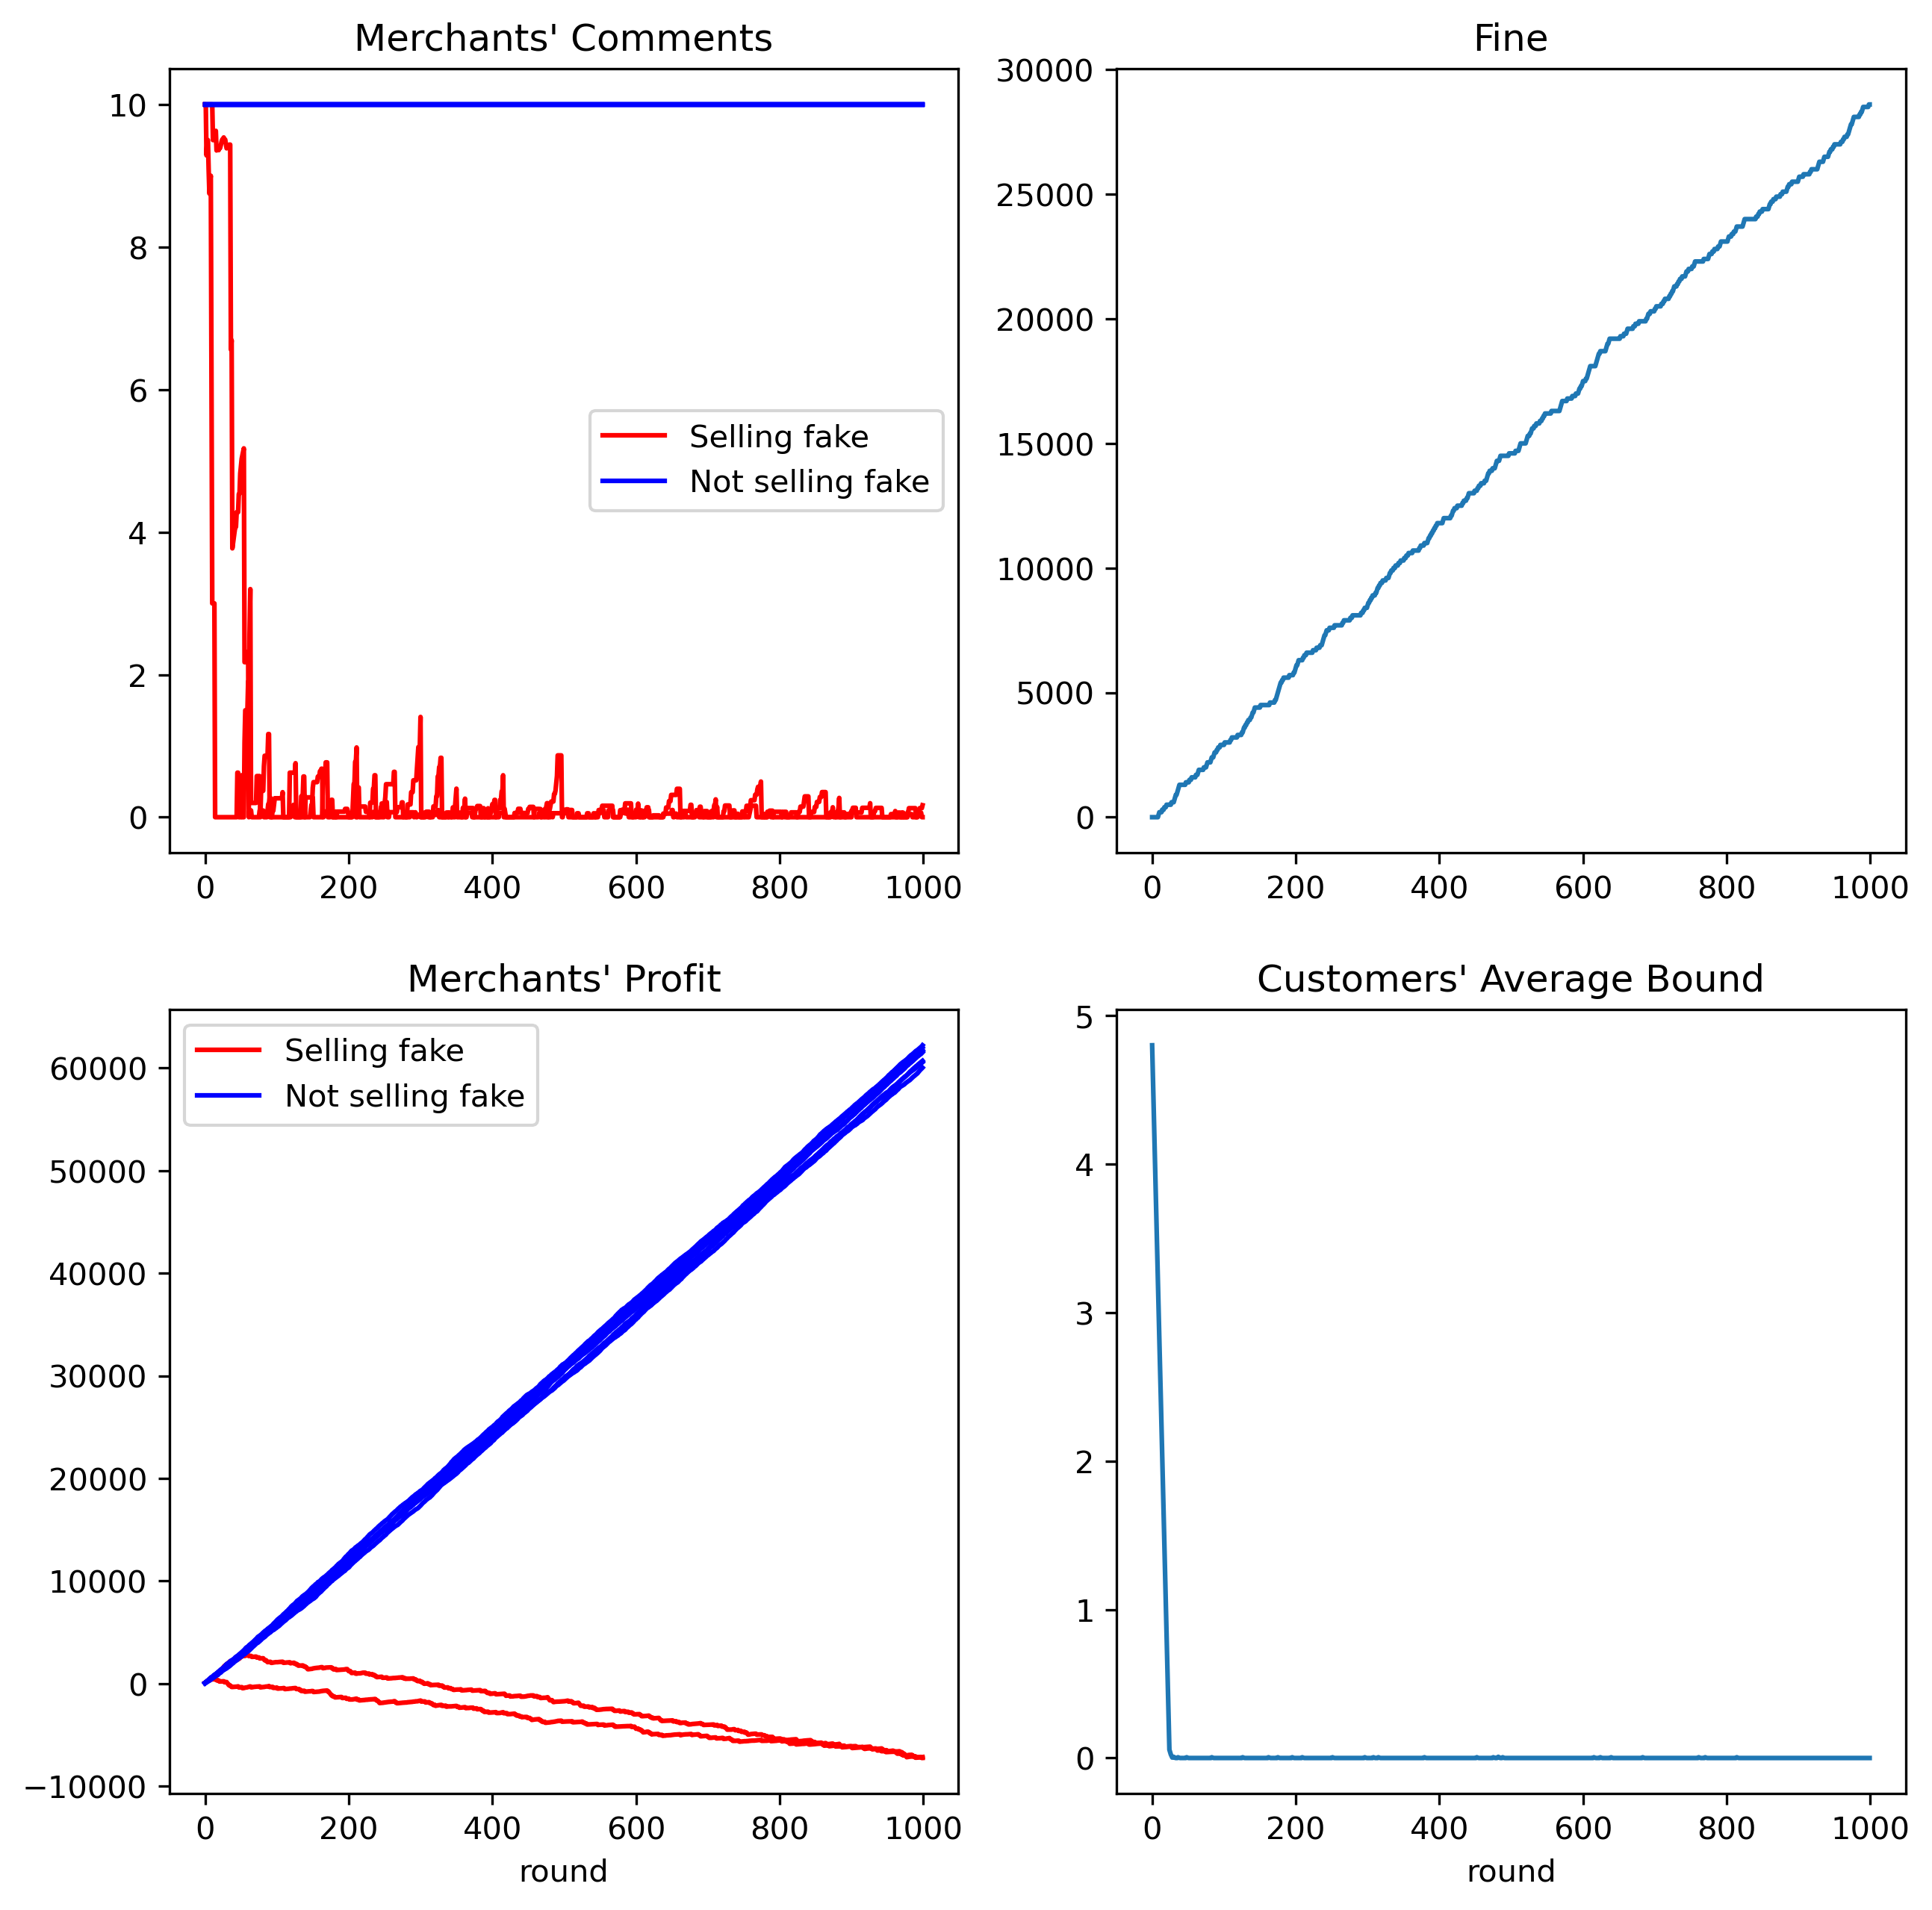 Merchants' Comments
10
8
6
4
2
0
Selling fake
Not selling fake
0 200 400 600 800 1000
Fine
30000
25000
20000
15000
10000
5000
0
0 200 400 600 800 1000
Merchants' Profit
Selling fake
Not selling fake
60000
50000
40000
30000
20000
10000
0
−10000
0 200 400 600 800 1000
round
Customers' Average Bound
5
4
3
2
1
0
0 200 400 600 800 1000
round